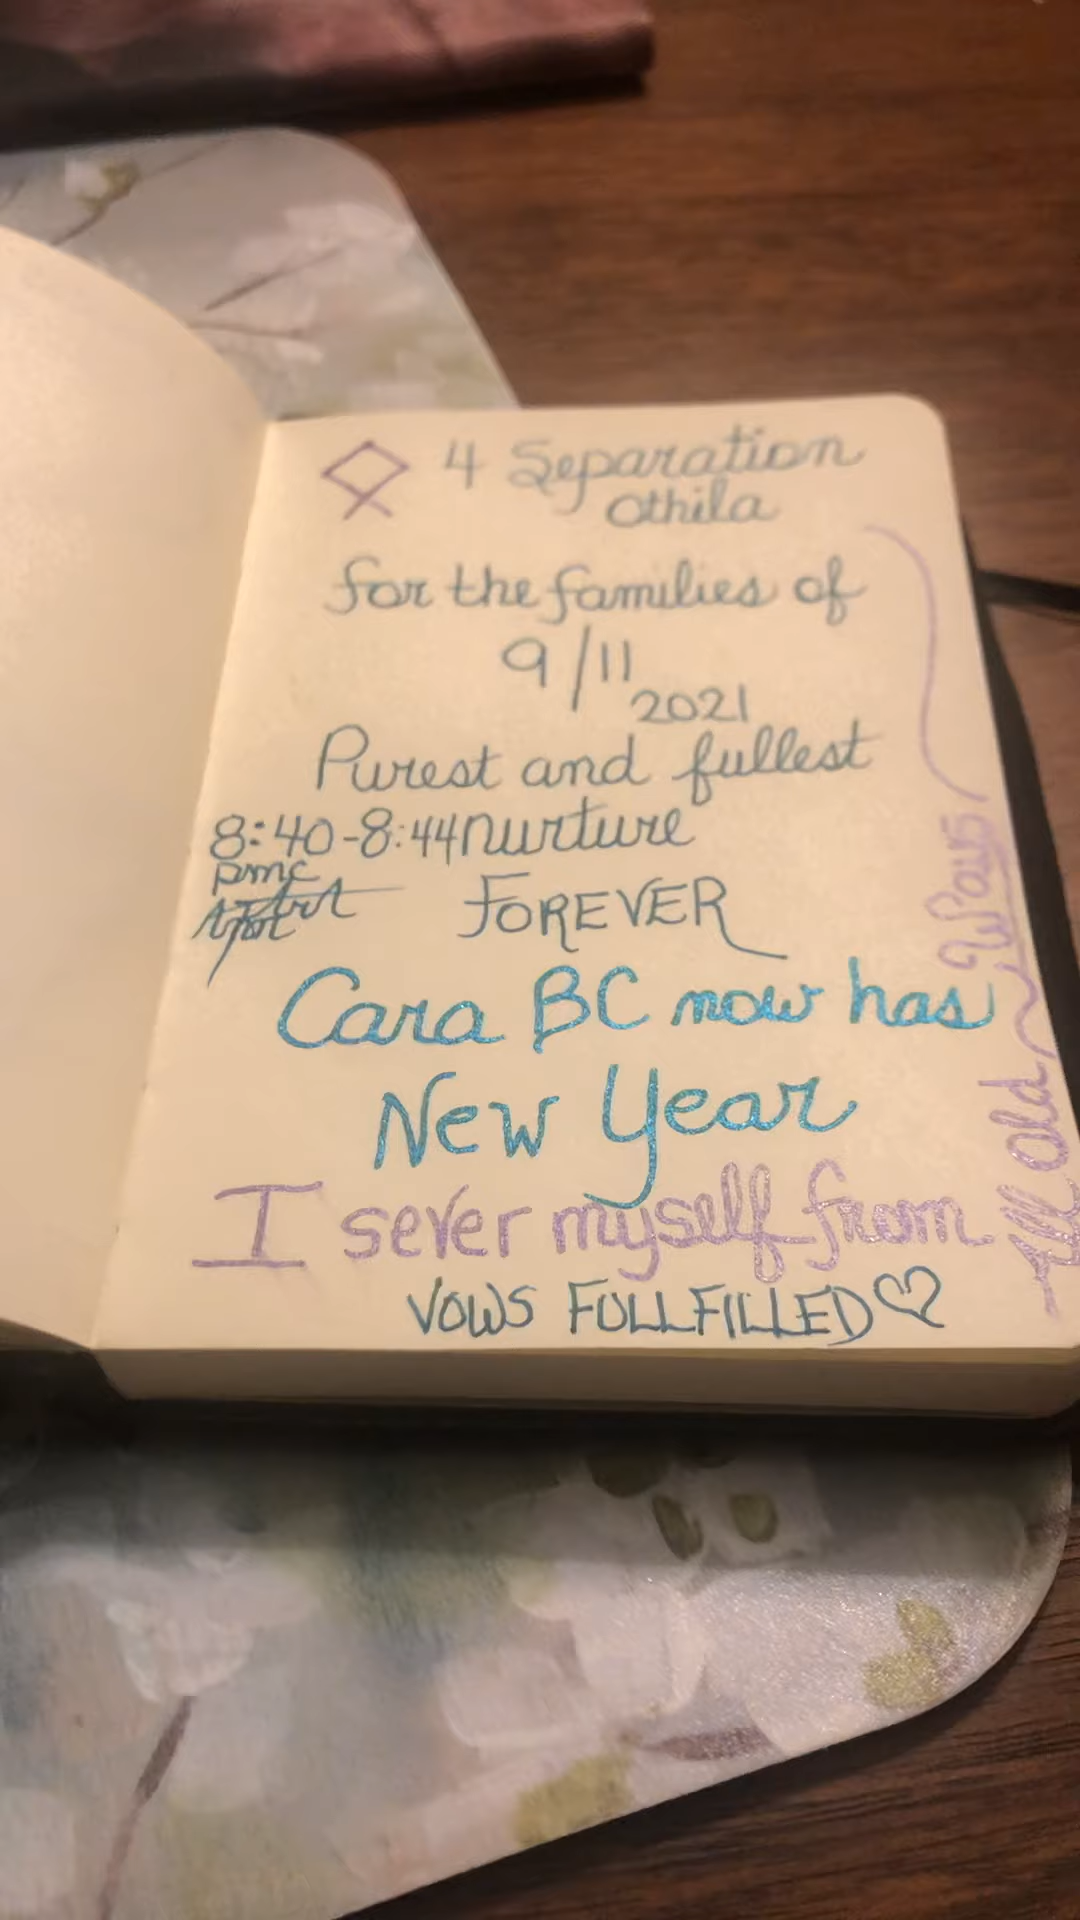 4 Separation
Othila
for the families of
9/11
2021
Purest and fullest
8:40-8:44 nurture
pmc
FOREVER
Cara BC now has
New Year
I sever myself from
All Old Ways
VOWS FULLFILLED